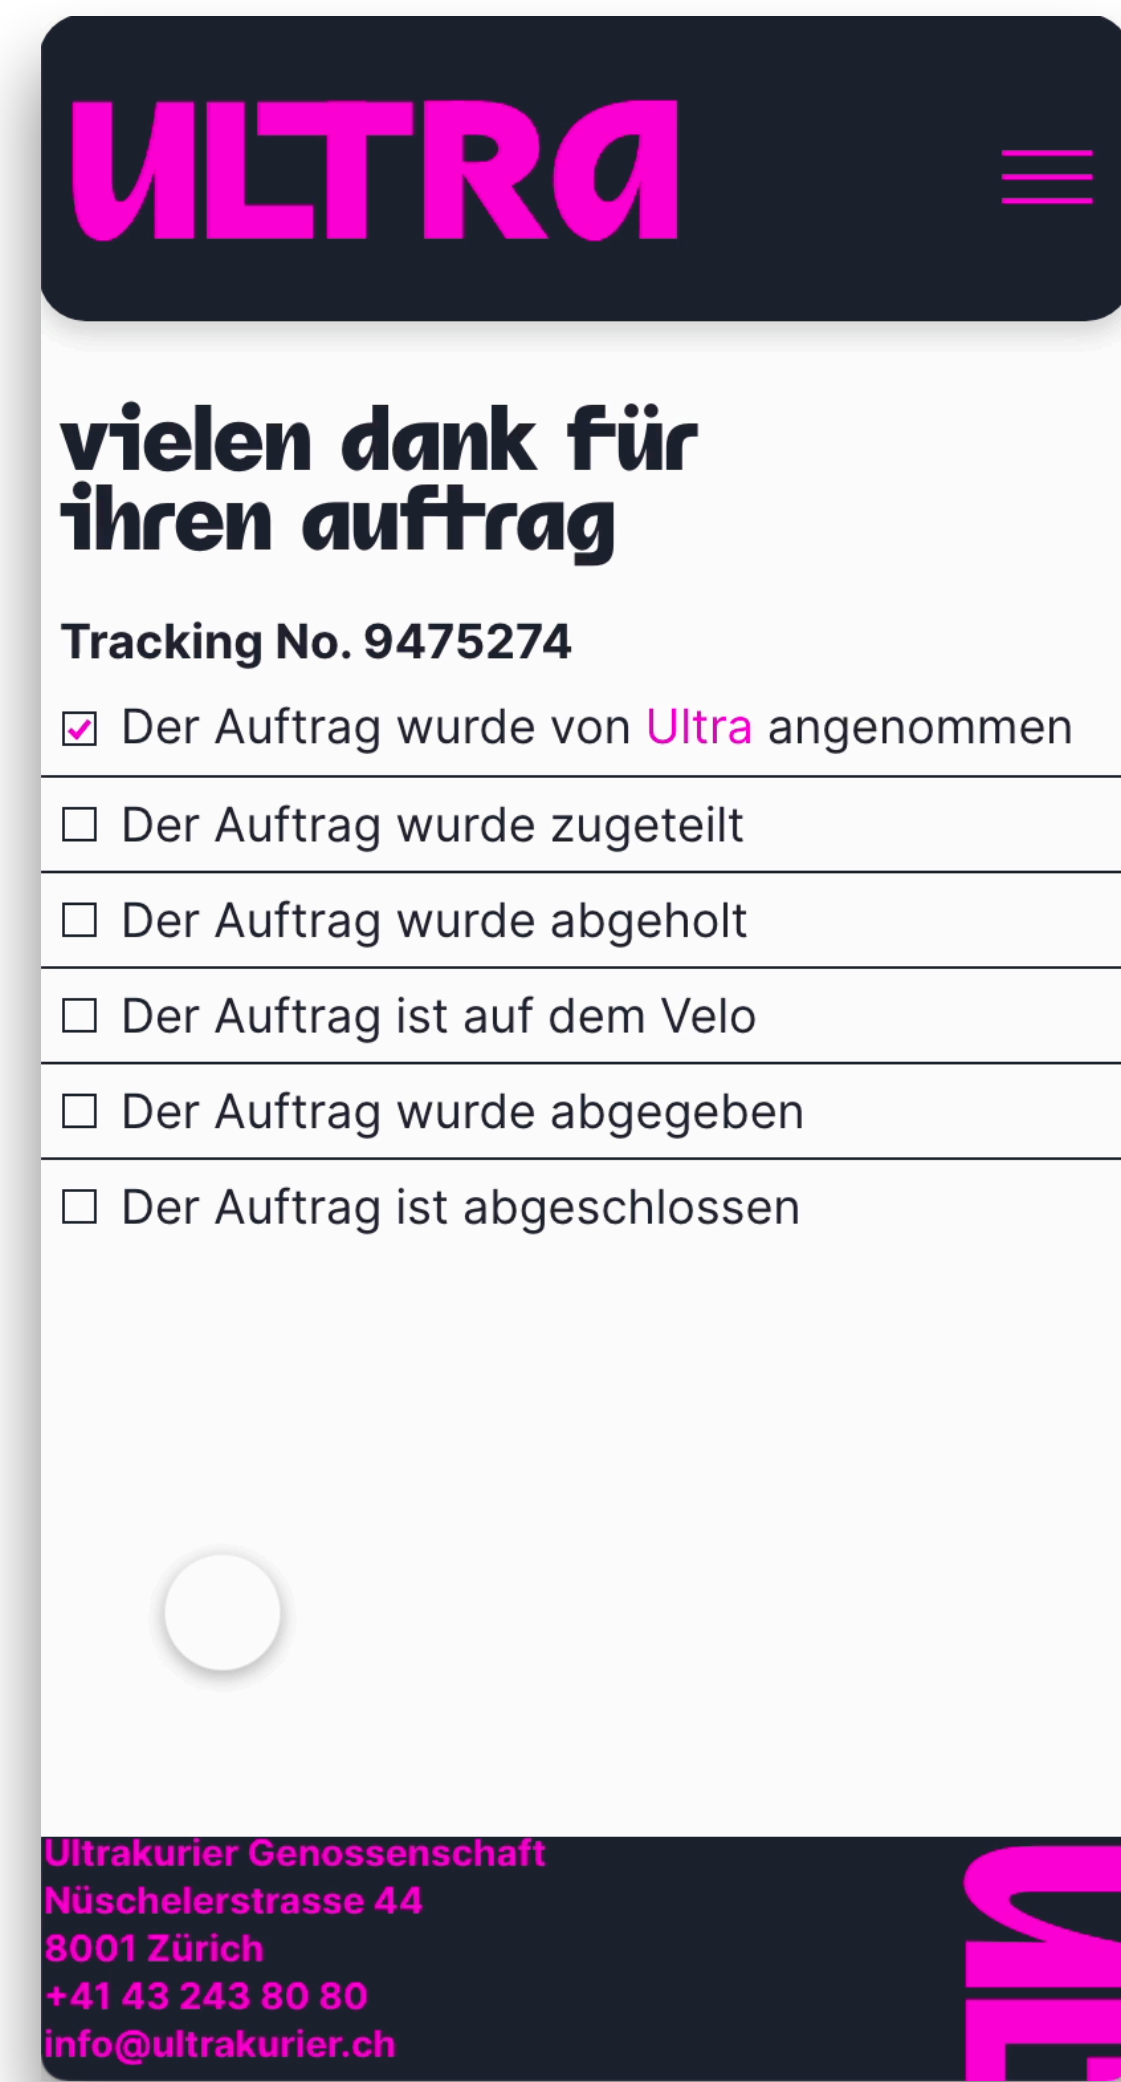 ULTRA
vielen dank für
ihren auftrag
Tracking No. 9475274
Der Auftrag wurde von Ultra angenommen
Der Auftrag wurde zugeteilt
Der Auftrag wurde abgeholt
Der Auftrag ist auf dem Velo
Der Auftrag wurde abgegeben
Der Auftrag ist abgeschlossen
Ultrakurier Genossenschaft
Nüschelerstrasse 44
8001 Zürich
+41 43 243 80 80
info@ultrakurier.ch